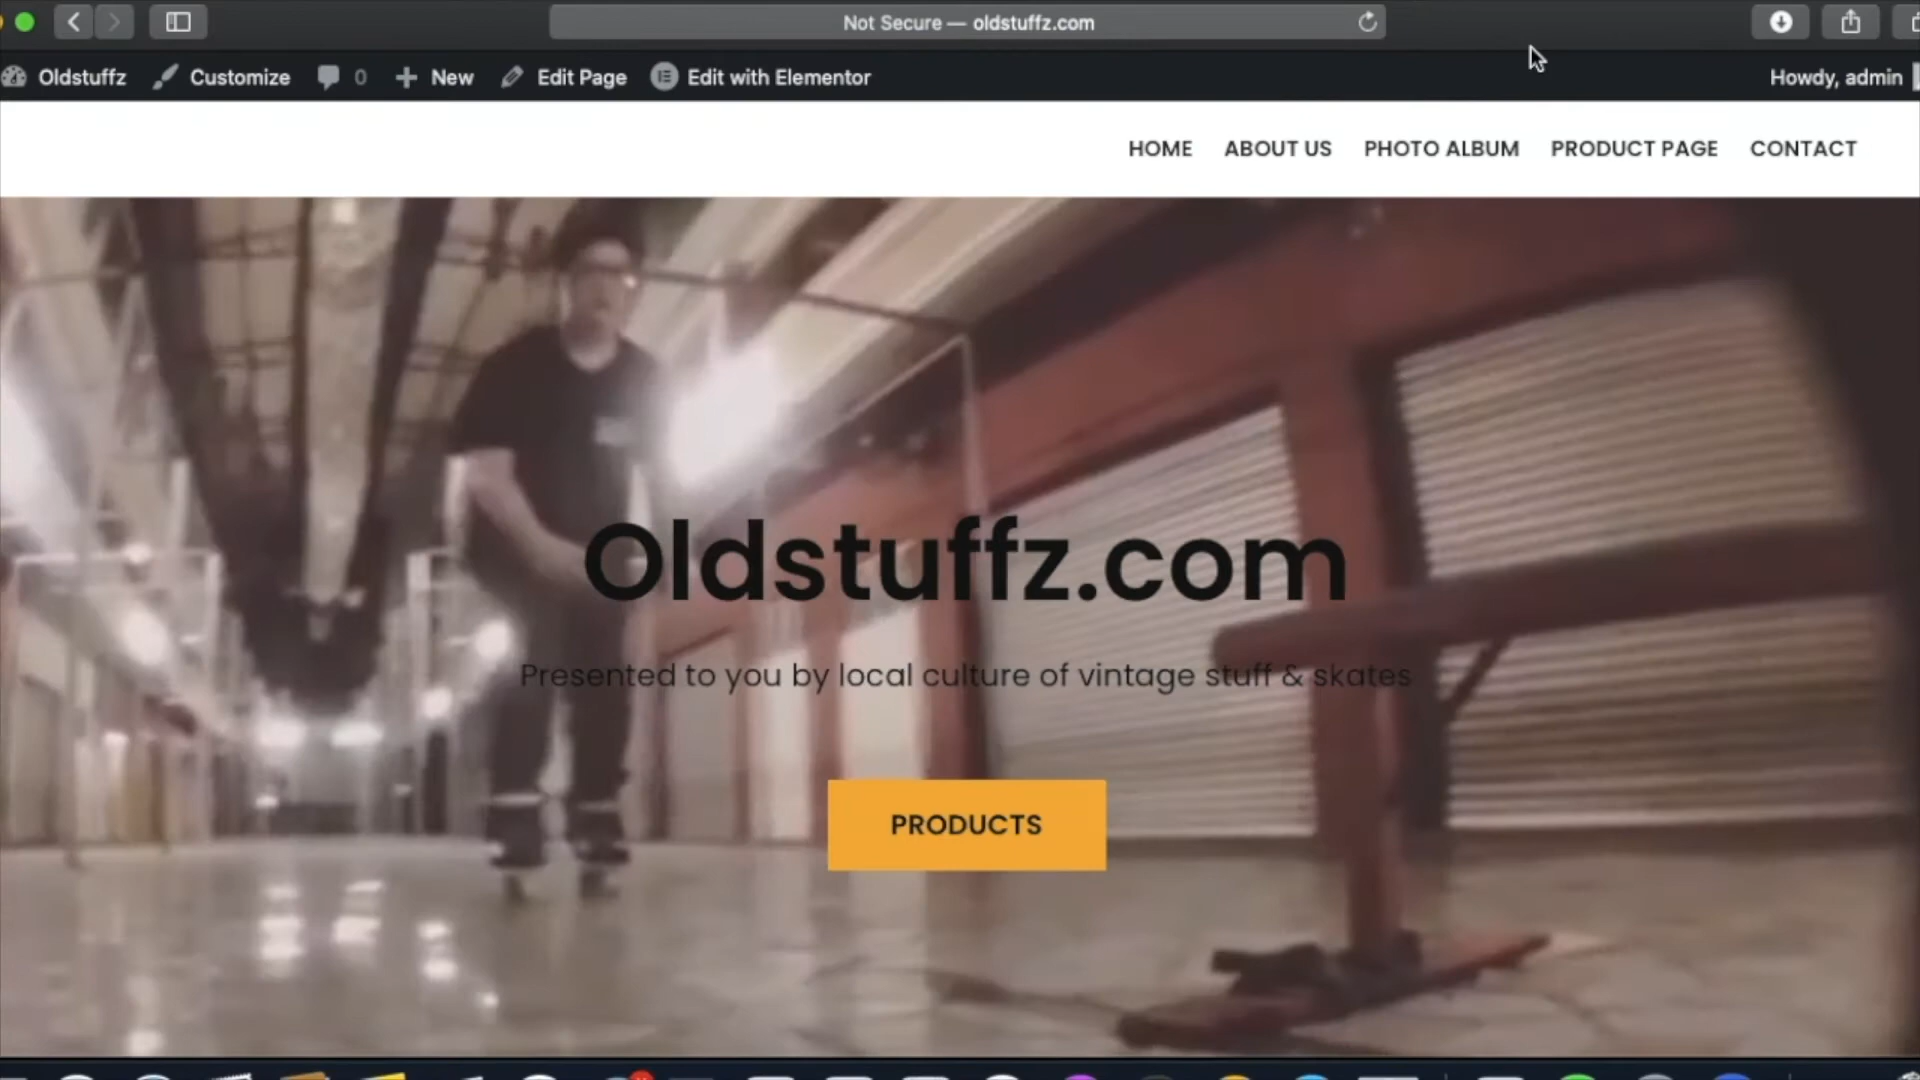 Not Secure — oldstuffz.com
Oldstuffz Customize 0 New Edit Page Edit with Elementor Howdy, admin
HOME ABOUT US PHOTO ALBUM PRODUCT PAGE CONTACT
Oldstuffz.com
Presented to you by local culture of vintage stuff & skates
PRODUCTS